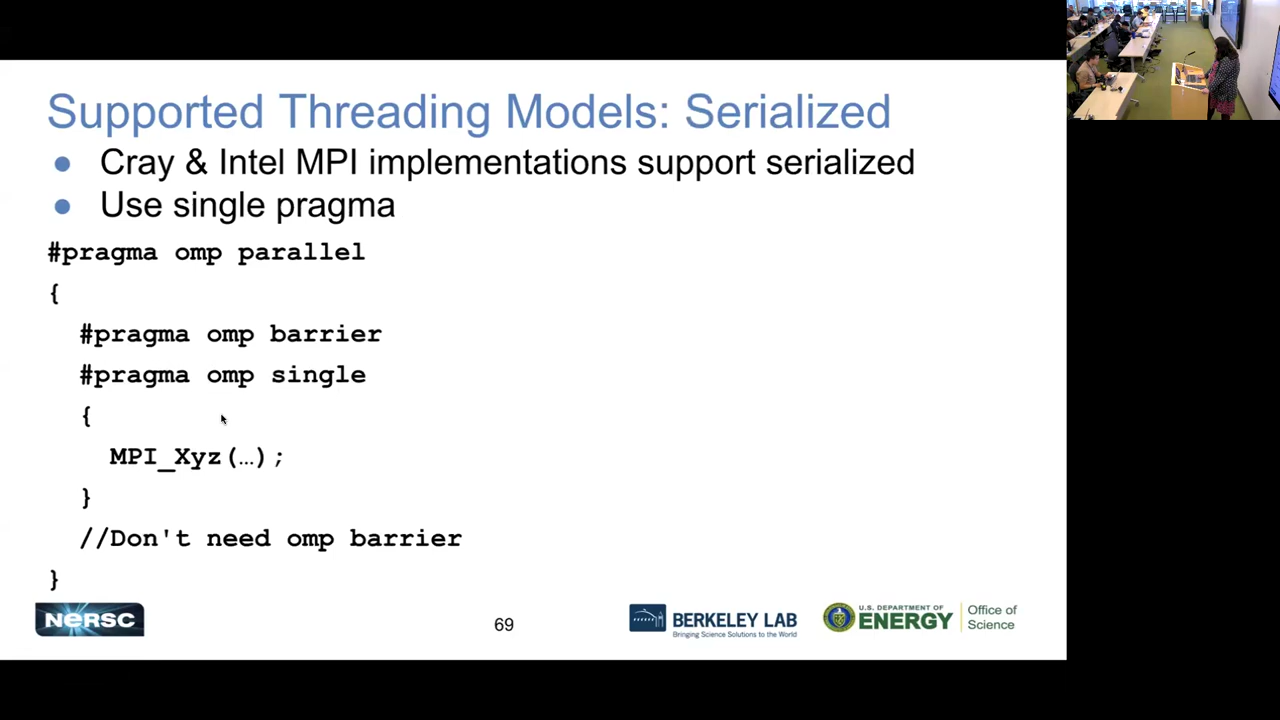 Supported Threading Models: Serialized
● Cray & Intel MPI implementations support serialized
● Use single pragma
#pragma omp parallel
{
#pragma omp barrier
#pragma omp single
{
MPI_Xyz(…);
}
//Don't need omp barrier
}
NERSC
69
BERKELEY LAB
Bringing Science Solutions to the World
U.S. DEPARTMENT OF
ENERGY
Office of
Science